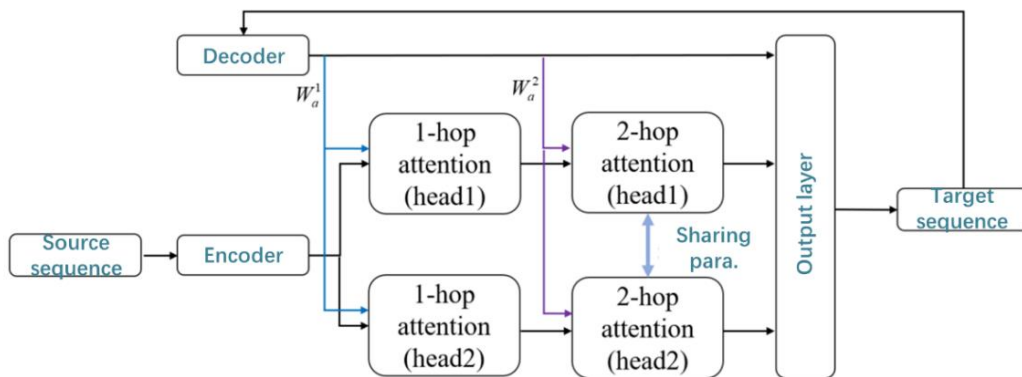 Decoder
W_a^1
W_a^2
1-hop
attention
(head1)
2-hop
attention
(head1)
Output layer
Target
sequence
Source
sequence
Encoder
Sharing
para.
1-hop
attention
(head2)
2-hop
attention
(head2)